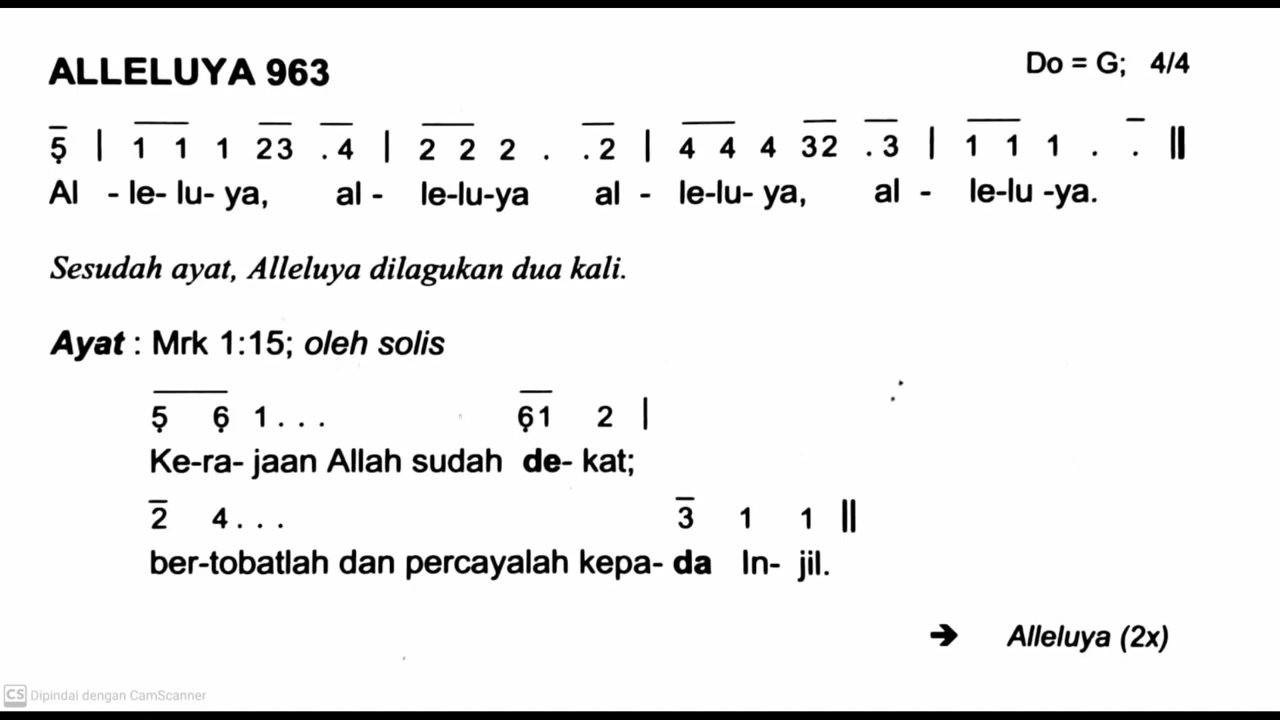 ALLELUYA 963 Do = G; 4/4
5̣ | 1 1 1 23 . 4 | 2 2 2 . . 2 | 4 4 4 32 . 3 | 1 1 1 . . ||
Al - le- lu- ya, al - le-lu-ya al - le-lu- ya, al - le-lu -ya.
Sesudah ayat, Alleluya dilagukan dua kali.
Ayat : Mrk 1:15; oleh solis
5̣ 6̣ 1 . . . 6̣1 2 |
Ke-ra- jaan Allah sudah de- kat;
2 4 . . . 3 1 1 ||
ber-tobatlah dan percayalah kepa- da In- jil.
➔ Alleluya (2x)
CS Dipindai dengan CamScanner